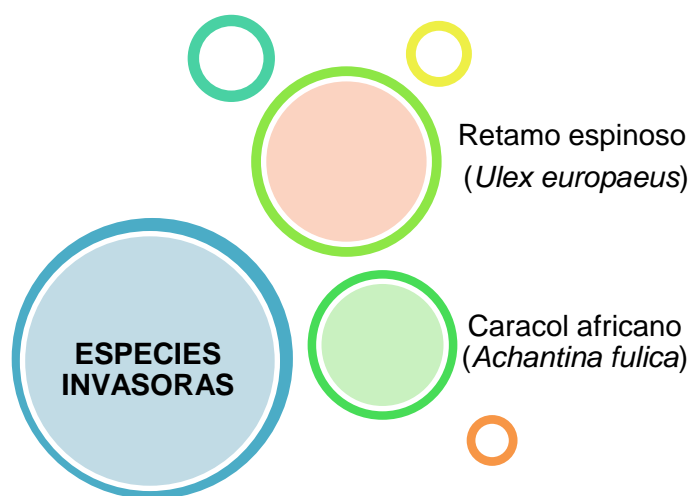 Retamo espinoso
(Ulex europaeus)
Caracol africano
(Achantina fulica)
ESPECIES
INVASORAS